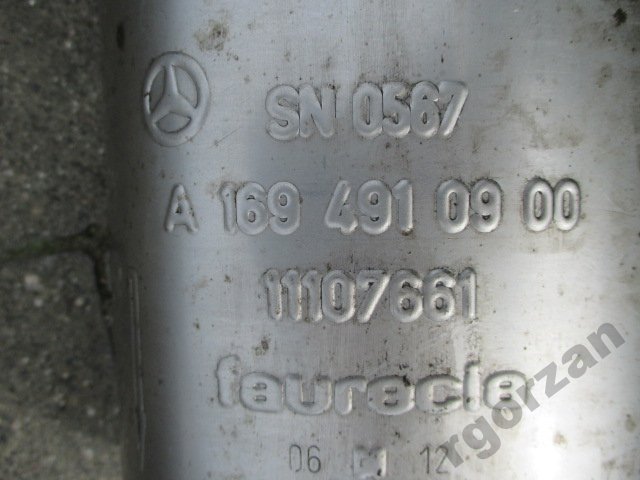 SN 0567
A 169 491 09 00
11107661
faurecia
06 12
rgorzan